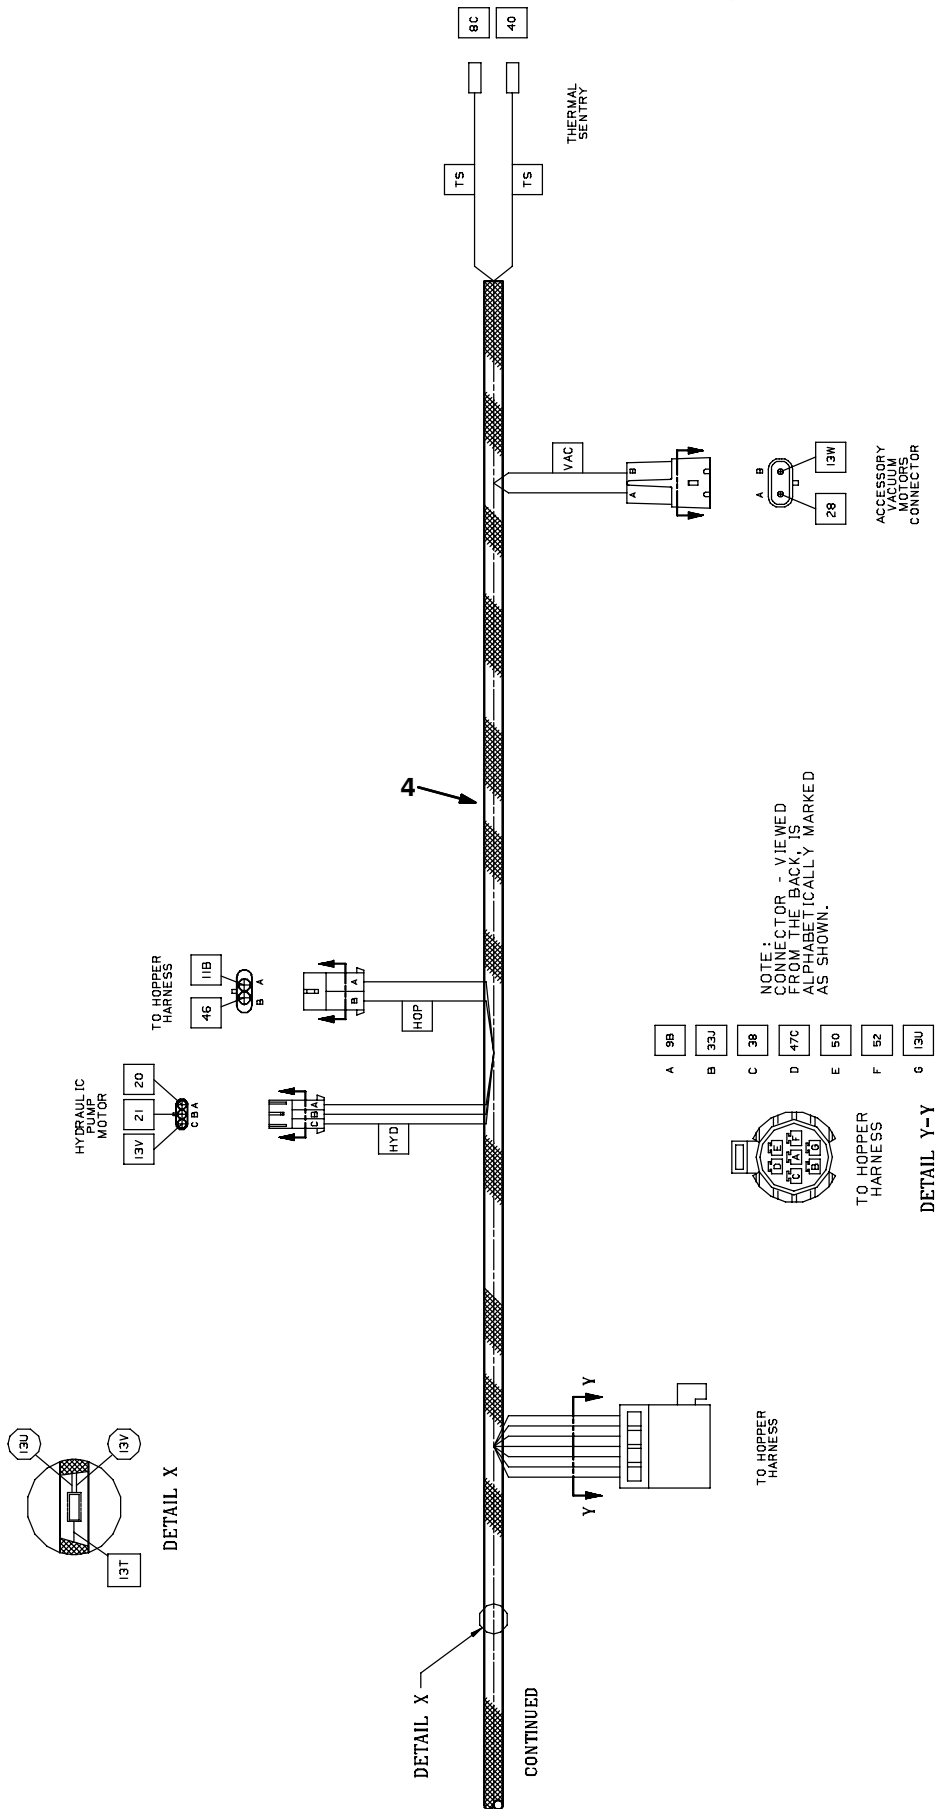 8C
40
THERMAL
SENTRY
TS
TS
VAC
A
B
A
B
28
13W
ACCESSORY
VACUUM
MOTORS
CONNECTOR
4
TO HOPPER
HARNESS
46
11B
B
A
B
A
HOP
HYDRAULIC
PUMP
MOTOR
13V
21
20
C B A
C B A
HYD
NOTE:
CONNECTOR - VIEWED
FROM THE BACK, IS
ALPHABETICALLY MARKED
AS SHOWN.
A 9B
B 33J
C 38
D 47C
E 50
F 52
G 13U
D E
C A F
B G
TO HOPPER
HARNESS
DETAIL Y-Y
Y
Y
TO HOPPER
HARNESS
13U
13V
13T
DETAIL X
DETAIL X
CONTINUED